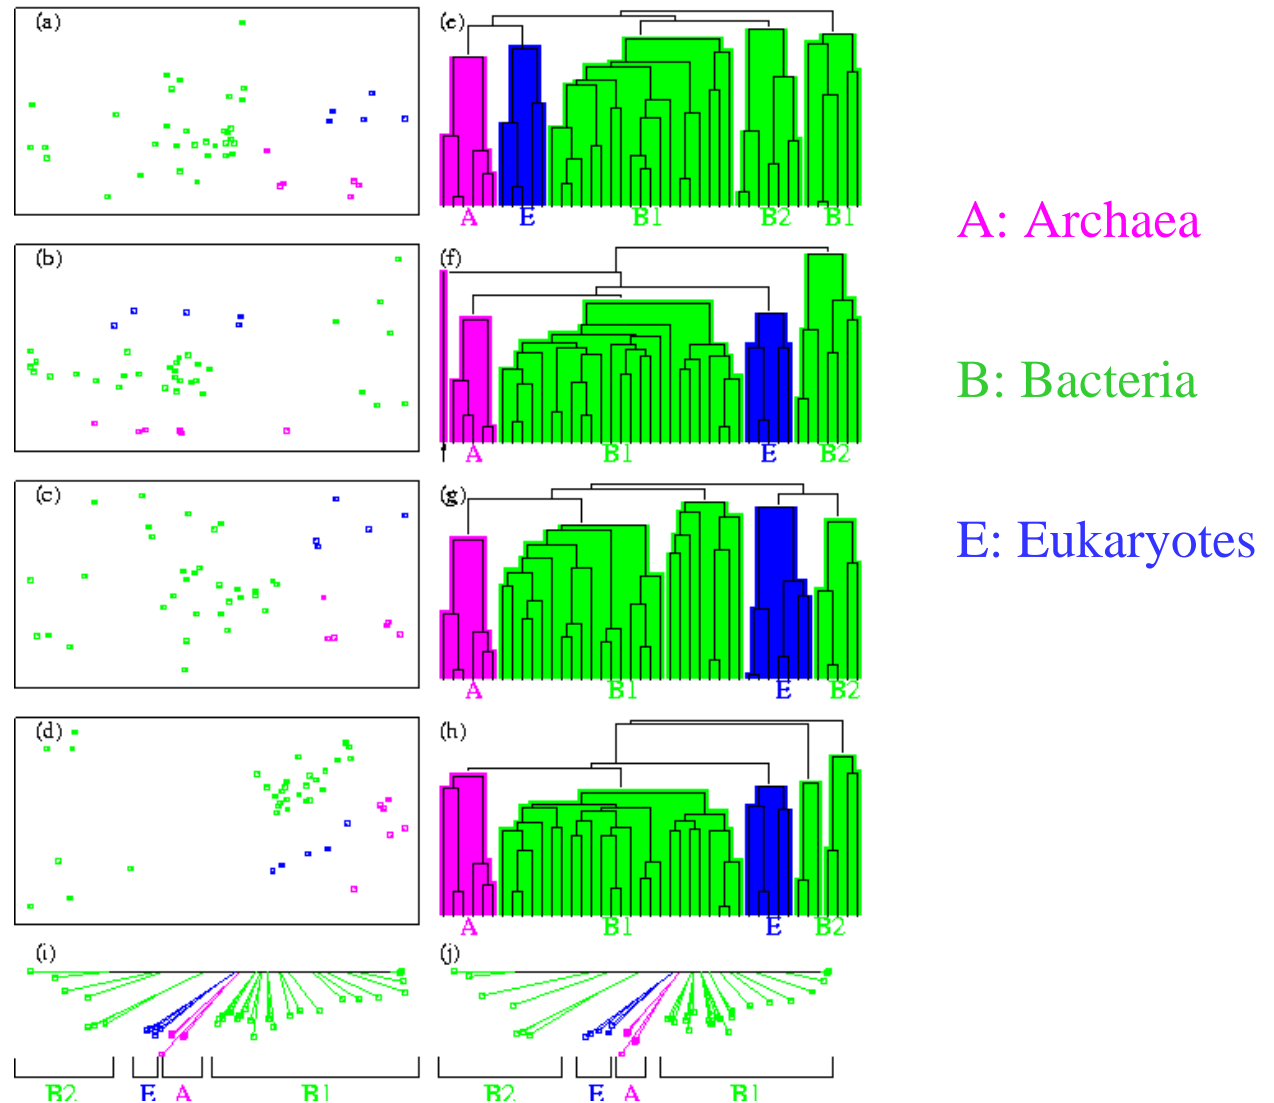 (a)
(e)
A E B1 B2 B1
A: Archaea
(b)
(f)
A B1 E B2
B: Bacteria
(c)
(g)
A B1 E B2
E: Eukaryotes
(d)
(h)
A B1 E B2
(i)
(j)
B2 E A B1
B2 E A B1